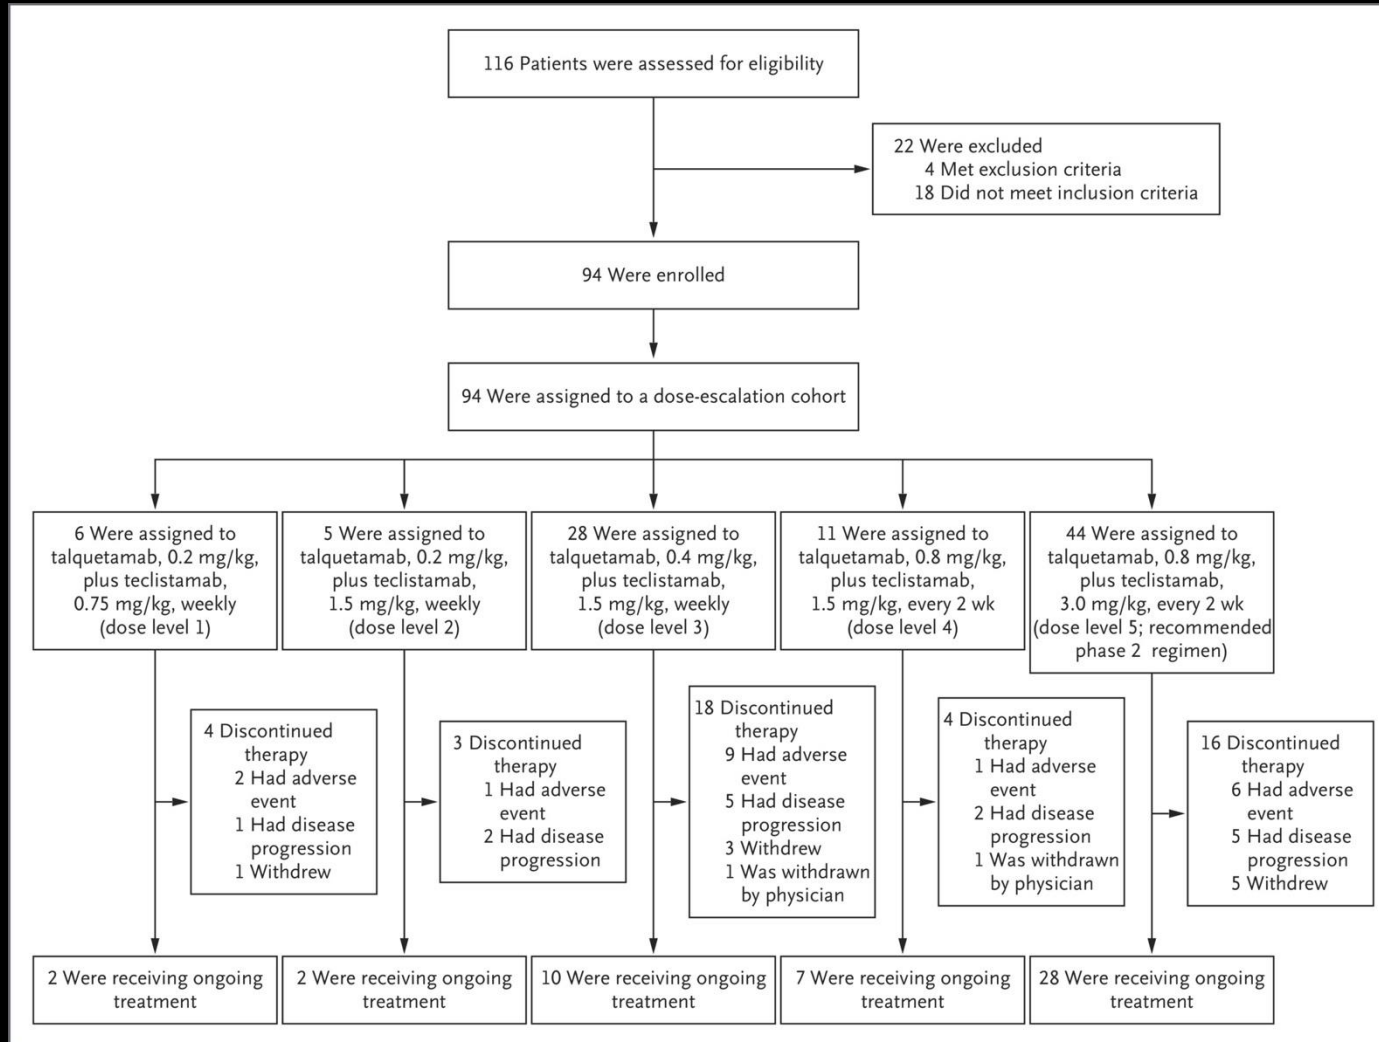 116 Patients were assessed for eligibility
22 Were excluded
4 Met exclusion criteria
18 Did not meet inclusion criteria
94 Were enrolled
94 Were assigned to a dose-escalation cohort
6 Were assigned to
talquetamab, 0.2 mg/kg,
plus teclistamab,
0.75 mg/kg, weekly
(dose level 1)
5 Were assigned to
talquetamab, 0.2 mg/kg,
plus teclistamab,
1.5 mg/kg, weekly
(dose level 2)
28 Were assigned to
talquetamab, 0.4 mg/kg,
plus teclistamab,
1.5 mg/kg, weekly
(dose level 3)
11 Were assigned to
talquetamab, 0.8 mg/kg,
plus teclistamab,
1.5 mg/kg, every 2 wk
(dose level 4)
44 Were assigned to
talquetamab, 0.8 mg/kg,
plus teclistamab,
3.0 mg/kg, every 2 wk
(dose level 5; recommended
phase 2 regimen)
4 Discontinued
therapy
2 Had adverse
event
1 Had disease
progression
1 Withdrew
3 Discontinued
therapy
1 Had adverse
event
2 Had disease
progression
18 Discontinued
therapy
9 Had adverse
event
5 Had disease
progression
3 Withdrew
1 Was withdrawn
by physician
4 Discontinued
therapy
1 Had adverse
event
2 Had disease
progression
1 Was withdrawn
by physician
16 Discontinued
therapy
6 Had adverse
event
5 Had disease
progression
5 Withdrew
2 Were receiving ongoing
treatment
2 Were receiving ongoing
treatment
10 Were receiving ongoing
treatment
7 Were receiving ongoing
treatment
28 Were receiving ongoing
treatment